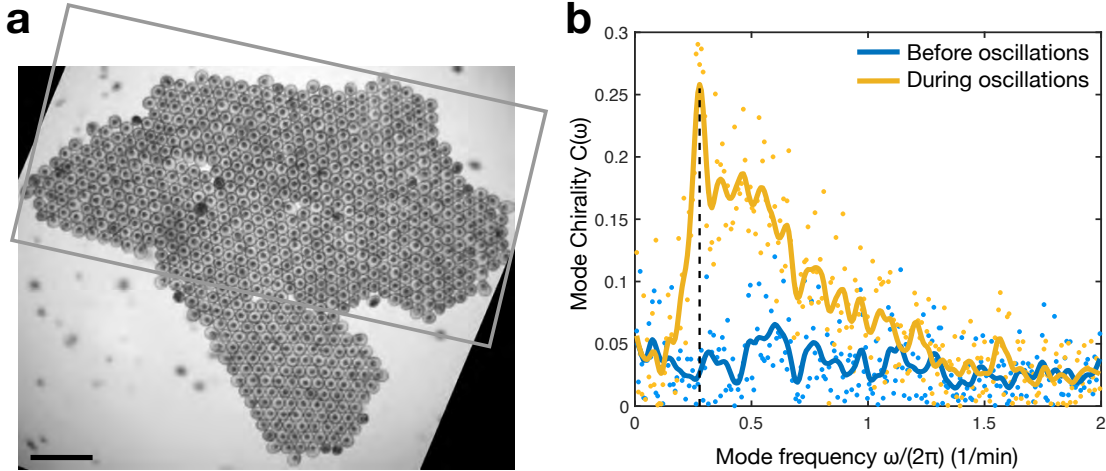 a
b
0.3
0.25
0.2
0.15
0.1
0.05
0
Mode Chirality C(ω)
Before oscillations
During oscillations
0 0.5 1 1.5 2
Mode frequency ω/(2π) (1/min)